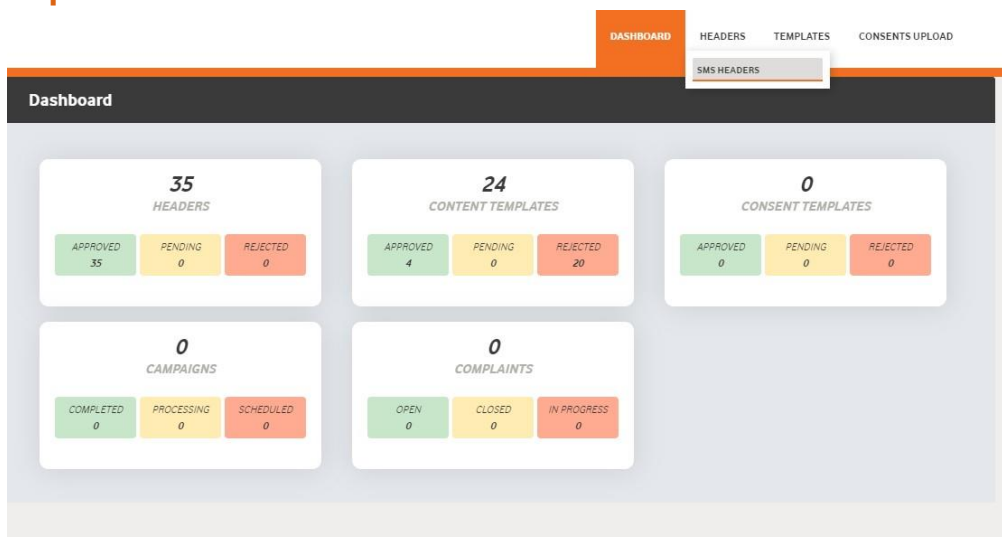 DASHBOARD HEADERS TEMPLATES CONSENTS UPLOAD
SMS HEADERS
Dashboard
35
HEADERS
APPROVED PENDING REJECTED
35 0 0
24
CONTENT TEMPLATES
APPROVED PENDING REJECTED
4 0 20
0
CONSENT TEMPLATES
APPROVED PENDING REJECTED
0 0 0
0
CAMPAIGNS
COMPLETED PROCESSING SCHEDULED
0 0 0
0
COMPLAINTS
OPEN CLOSED IN PROGRESS
0 0 0